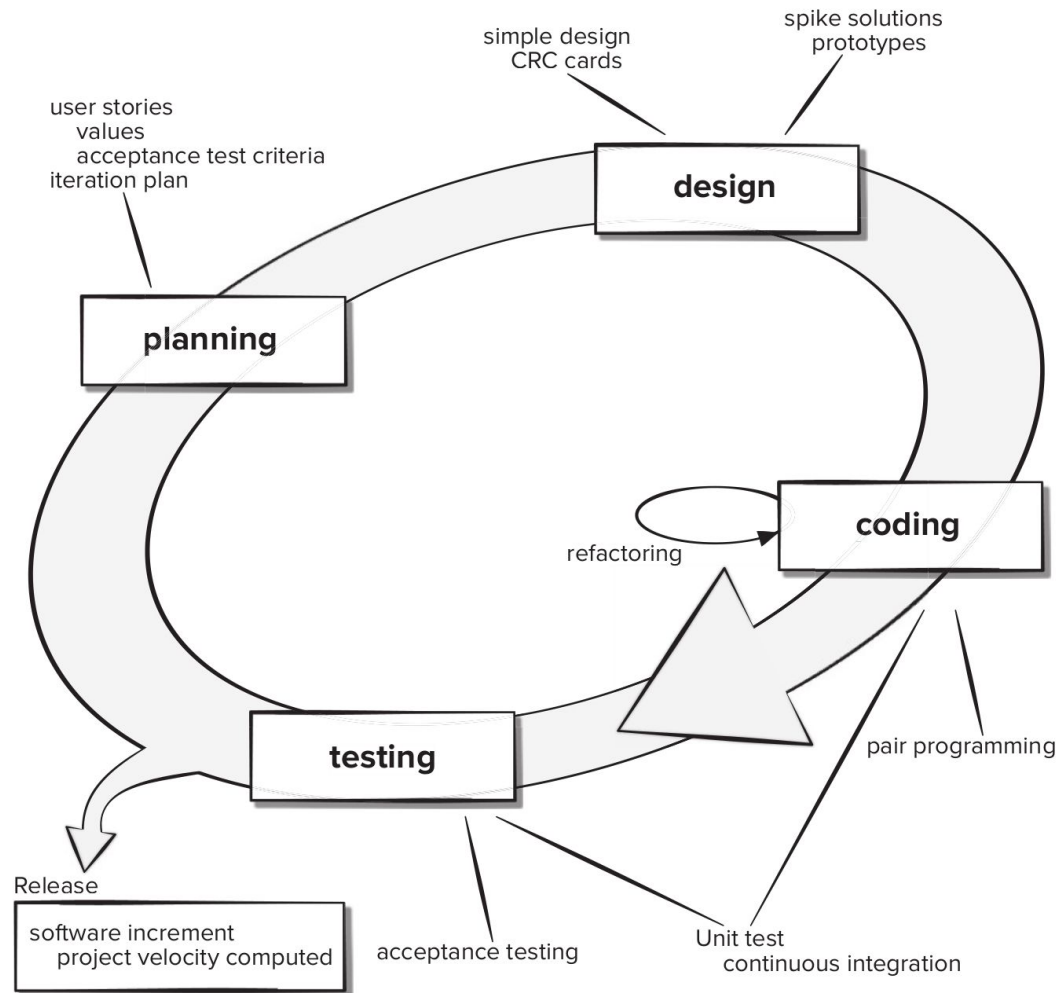 spike solutions
prototypes
simple design
CRC cards
user stories
values
acceptance test criteria
iteration plan
design
planning
coding
refactoring
testing
pair programming
Release
software increment
project velocity computed
acceptance testing
Unit test
continuous integration